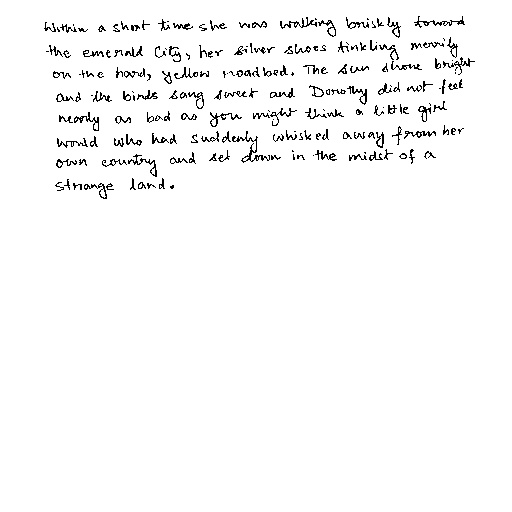 Within a short time she was walking briskly toward
the emerald City, her silver shoes tinkling merrily
on the hard, yellow roadbed. The sun shone bright
and the birds sang sweet and Dorothy did not feel
nearly as bad as you might think a little girl
would who had suddenly whisked away from her
own country and set down in the midst of a
strange land.